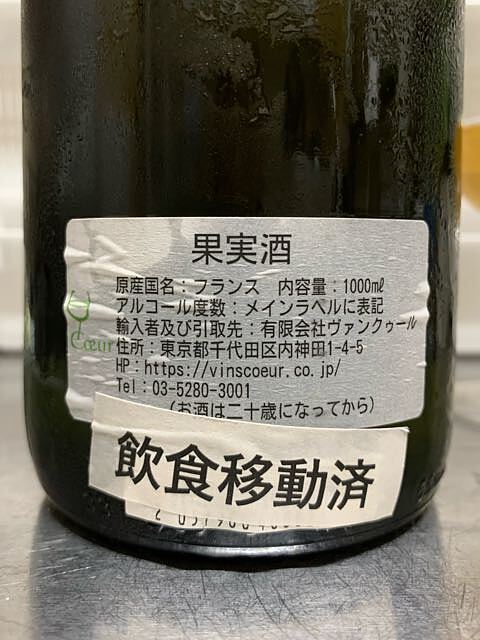 果実酒
原産国名：フランス　内容量：1000㎖
アルコール度数：メインラベルに表記
輸入者及び引取先：有限会社ヴァンクゥール
Cœur
住所：東京都千代田区内神田1-4-5
HP：https://vinscoeur.co.jp/
Tel：03-5280-3001
(お酒は二十歳になってから)
飲食移動済